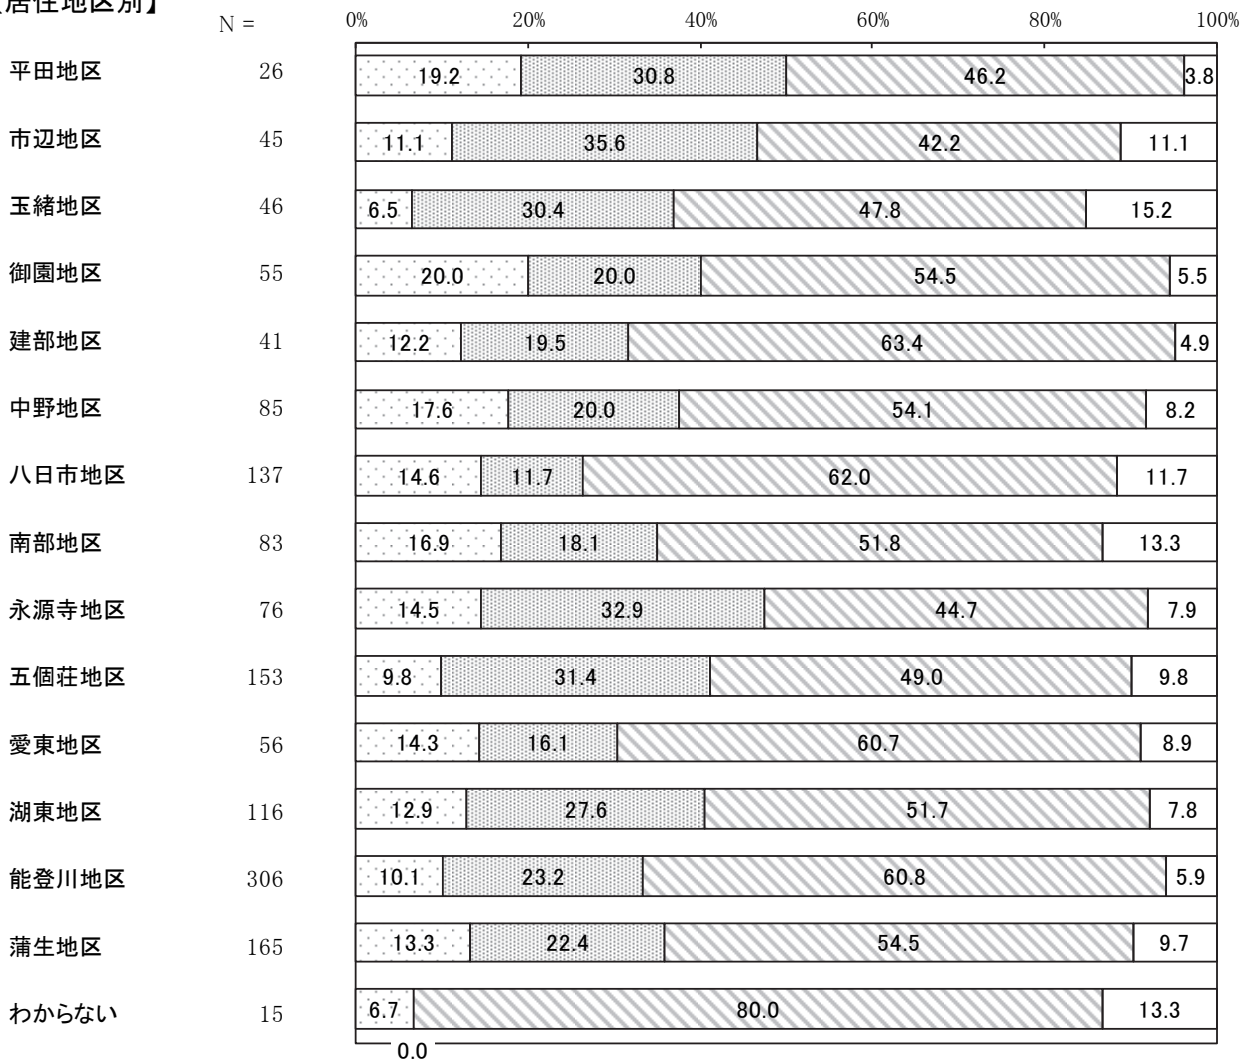 【居住地区別】
N = 0% 20% 40% 60% 80% 100%
平田地区 26 19.2 30.8 46.2 3.8
市辺地区 45 11.1 35.6 42.2 11.1
玉緒地区 46 6.5 30.4 47.8 15.2
御園地区 55 20.0 20.0 54.5 5.5
建部地区 41 12.2 19.5 63.4 4.9
中野地区 85 17.6 20.0 54.1 8.2
八日市地区 137 14.6 11.7 62.0 11.7
南部地区 83 16.9 18.1 51.8 13.3
永源寺地区 76 14.5 32.9 44.7 7.9
五個荘地区 153 9.8 31.4 49.0 9.8
愛東地区 56 14.3 16.1 60.7 8.9
湖東地区 116 12.9 27.6 51.7 7.8
能登川地区 306 10.1 23.2 60.8 5.9
蒲生地区 165 13.3 22.4 54.5 9.7
わからない 15 6.7 80.0 13.3
0.0